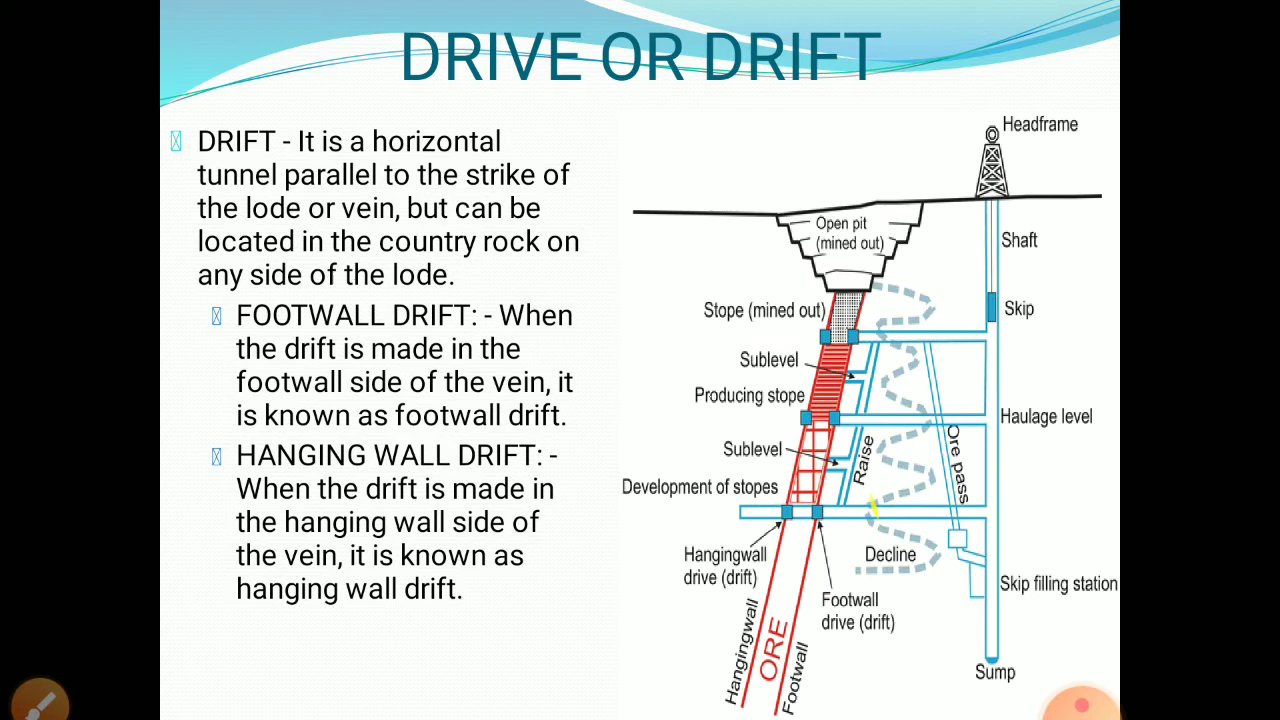 DRIVE OR DRIFT
DRIFT - It is a horizontal
tunnel parallel to the strike of
the lode or vein, but can be
located in the country rock on
any side of the lode.
FOOTWALL DRIFT: - When
the drift is made in the
footwall side of the vein, it
is known as footwall drift.
HANGING WALL DRIFT: -
When the drift is made in
the hanging wall side of
the vein, it is known as
hanging wall drift.
Headframe
Open pit
(mined out)
Shaft
Stope (mined out)
Skip
Sublevel
Producing stope
Haulage level
Sublevel
Raise
Ore pass
Development of stopes
Hangingwall
drive (drift)
Decline
Skip filling station
Footwall
drive (drift)
Hangingwall
ORE
Footwall
Sump